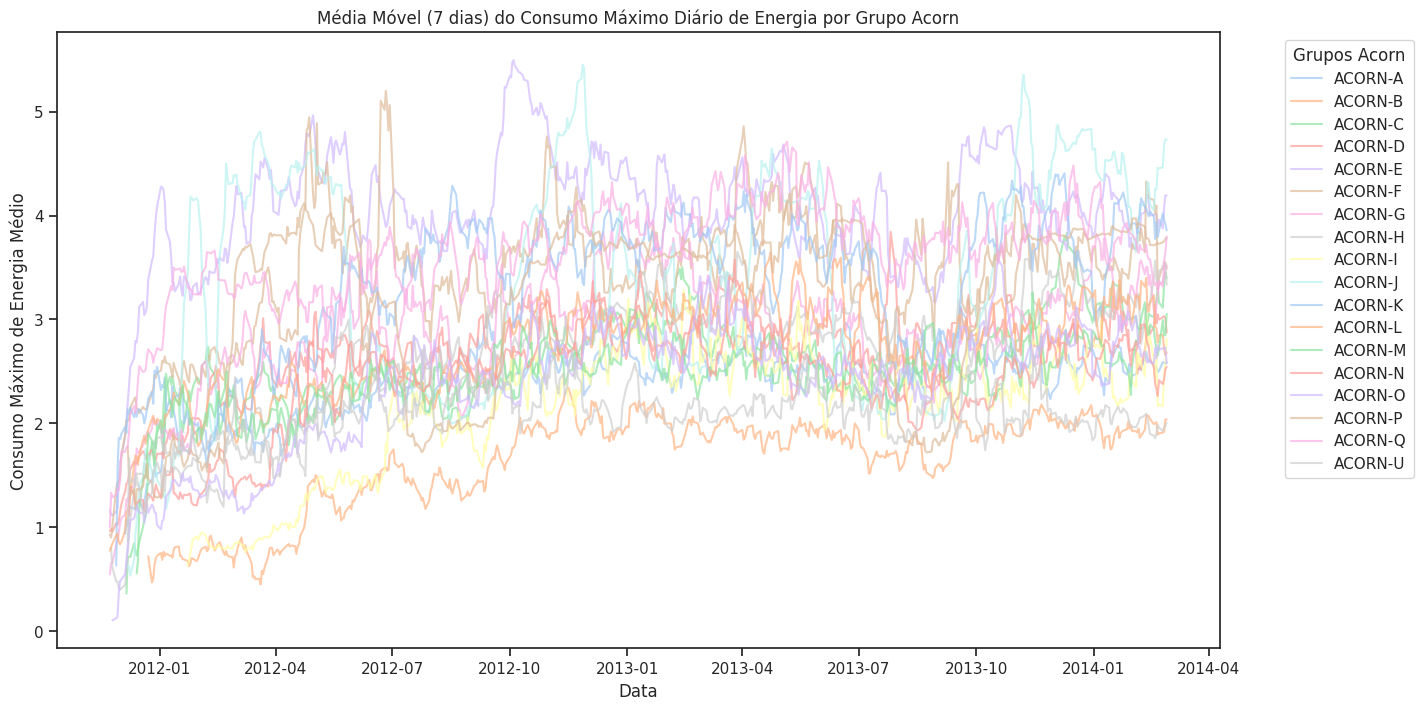 Média Móvel (7 dias) do Consumo Máximo Diário de Energia por Grupo Acorn
Consumo Máximo de Energia Médio
5
4
3
2
1
0
2012-01
2012-04
2012-07
2012-10
2013-01
2013-04
2013-07
2013-10
2014-01
2014-04
Data
Grupos Acorn
ACORN-A
ACORN-B
ACORN-C
ACORN-D
ACORN-E
ACORN-F
ACORN-G
ACORN-H
ACORN-I
ACORN-J
ACORN-K
ACORN-L
ACORN-M
ACORN-N
ACORN-O
ACORN-P
ACORN-Q
ACORN-U